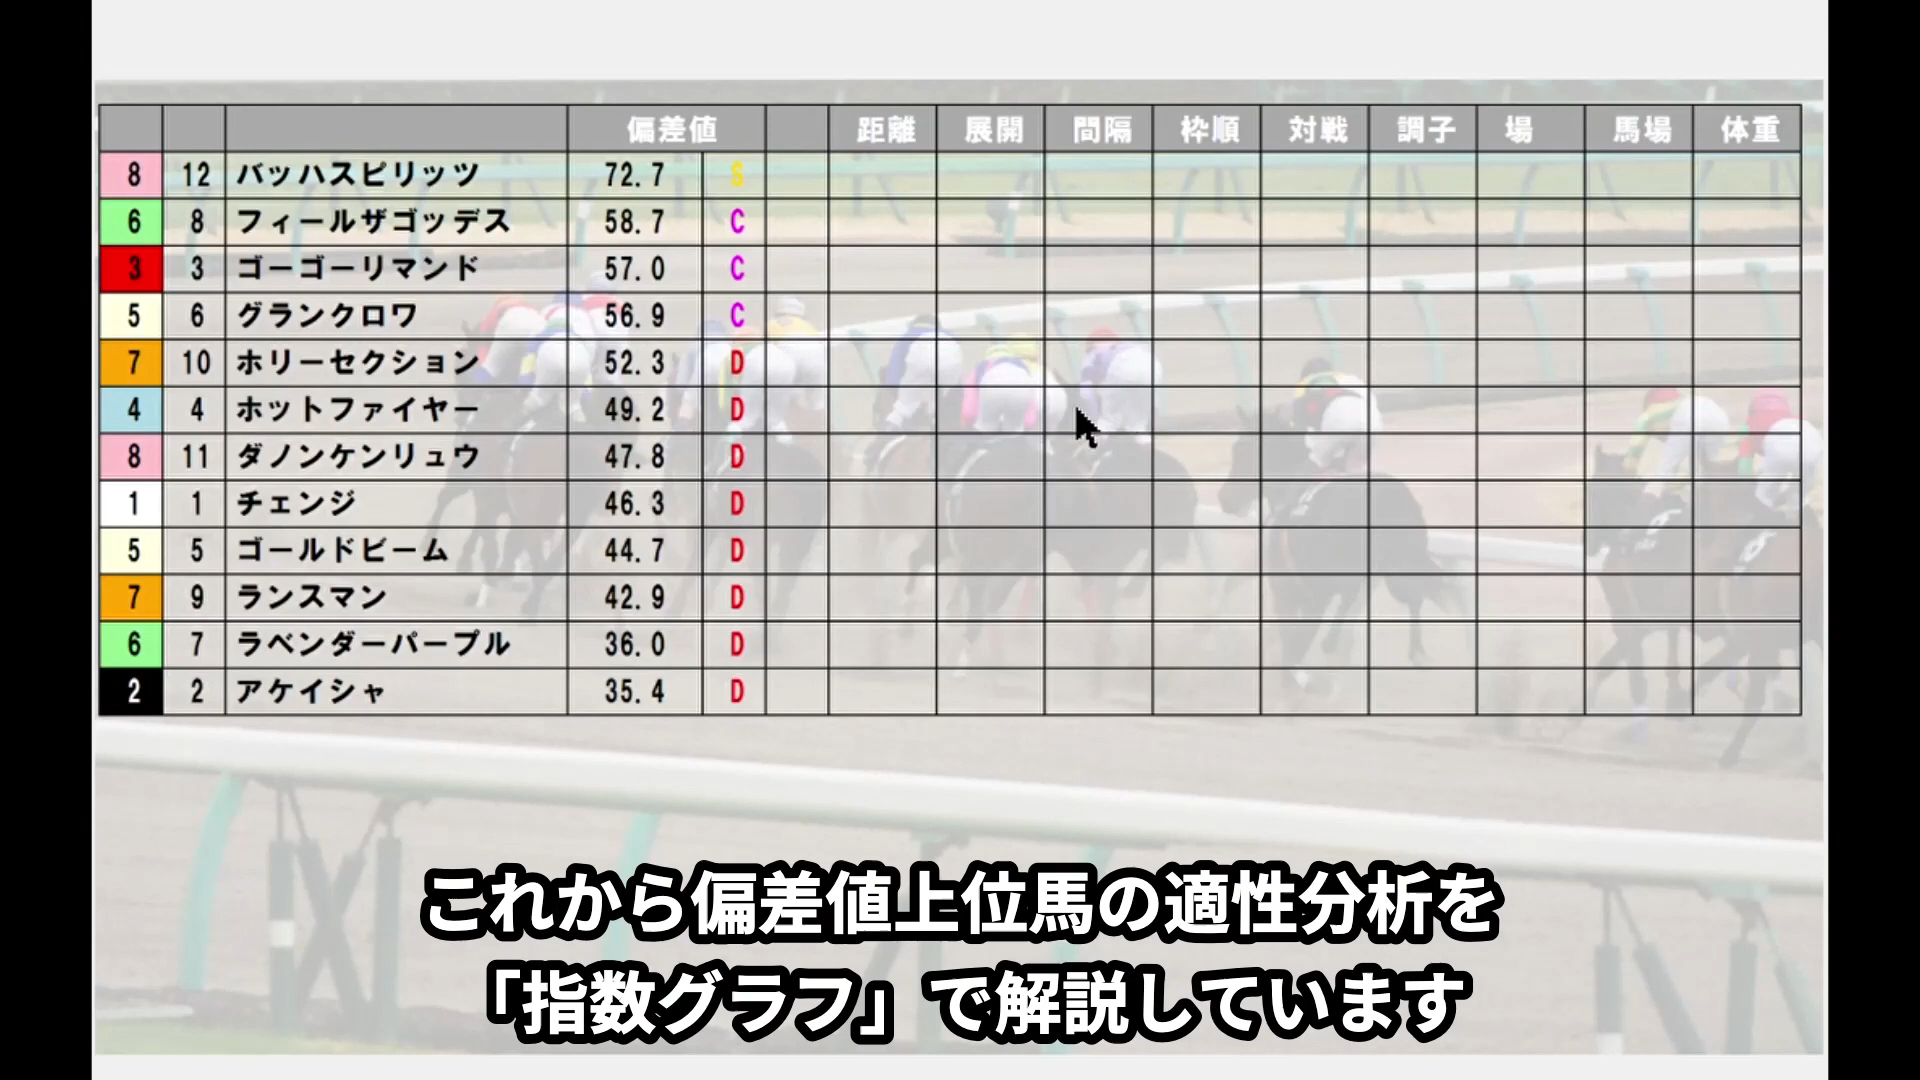 偏差値 距離 展開 間隔 枠順 対戦 調子 場 馬場 体重
8 12 バッハスピリッツ 72.7 S
6 8 フィールザゴッデス 58.7 C
3 3 ゴーゴーリマンド 57.0 C
5 6 グランクロワ 56.9 C
7 10 ホリーセクション 52.3 D
4 4 ホットファイヤー 49.2 D
8 11 ダノンケンリュウ 47.8 D
1 1 チェンジ 46.3 D
5 5 ゴールドビーム 44.7 D
7 9 ランスマン 42.9 D
6 7 ラベンダーパープル 36.0 D
2 2 アケイシャ 35.4 D
これから偏差値上位馬の適性分析を
「指数グラフ」で解説しています